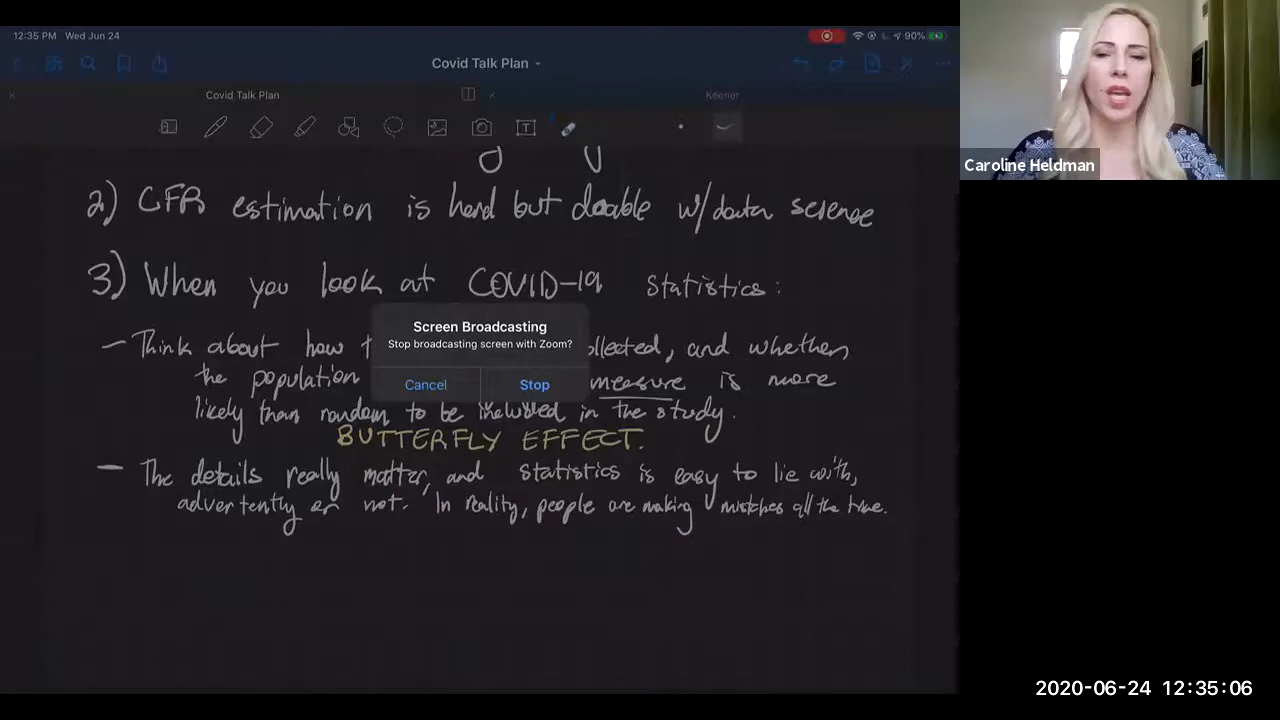 12:35 PM Wed Jun 24
90%
Covid Talk Plan
Covid Talk Plan
Keener
Caroline Heldman
2) CFR estimation is hard but doable w/ data science
3) When you look at COVID-19 statistics:
- Think about how t
ollected, and whether
the population
measure is more
likely than random to be included in the study.
BUTTERFLY EFFECT.
- The details really matter, and statistics is easy to lie with,
advertently or not. In reality, people are making mistakes all the time.
Screen Broadcasting
Stop broadcasting screen with Zoom?
Cancel
Stop
2020-06-24 12:35:06